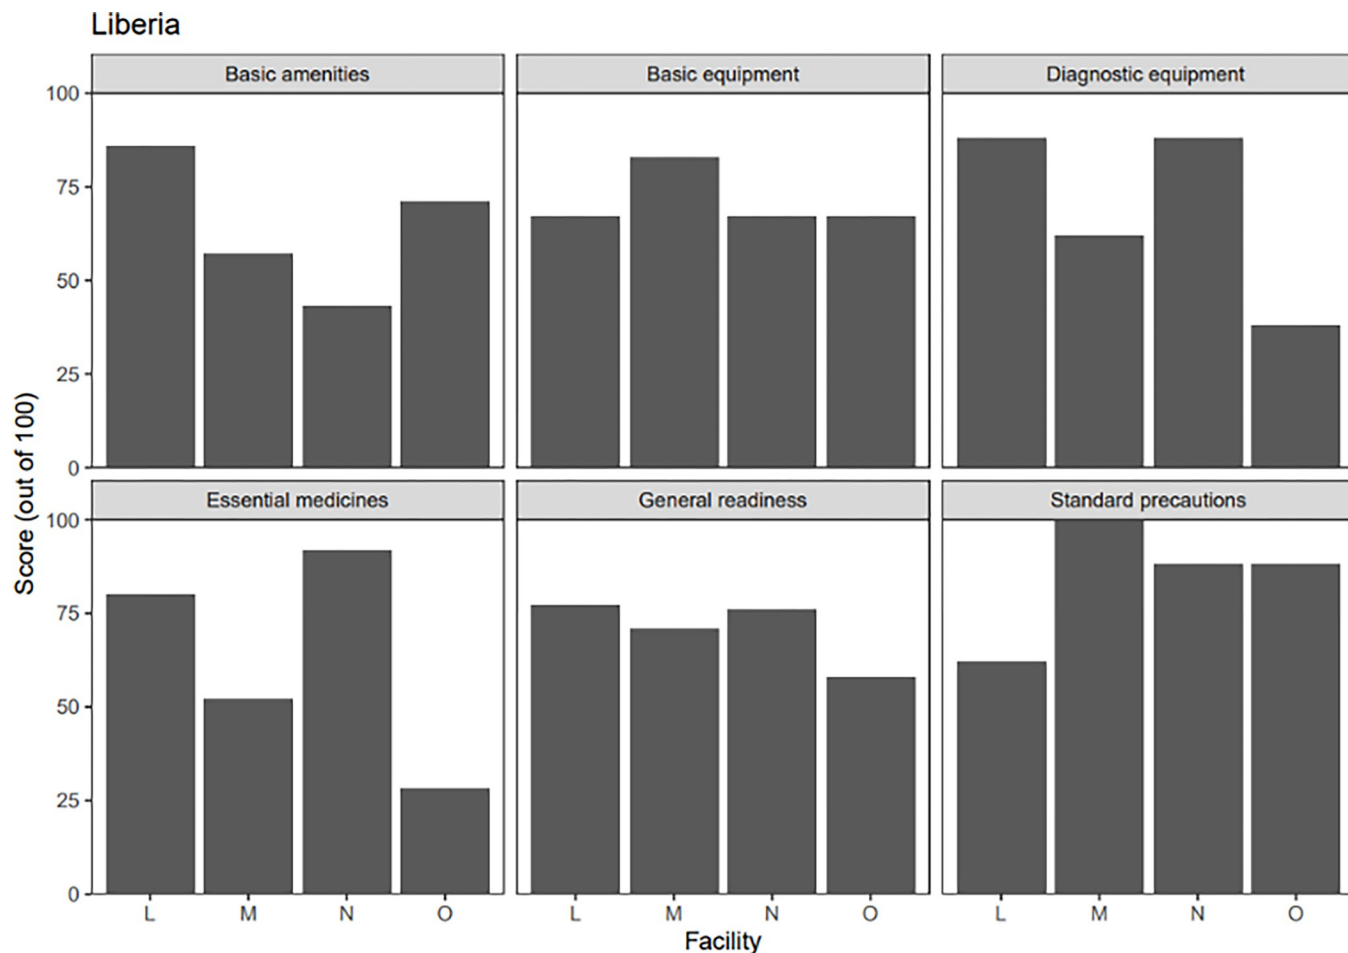 Liberia
Basic amenities Basic equipment Diagnostic equipment
100
75
50
25
0
Essential medicines General readiness Standard precautions
100
75
50
25
0
Score (out of 100)
L M N O L M N O L M N O
Facility